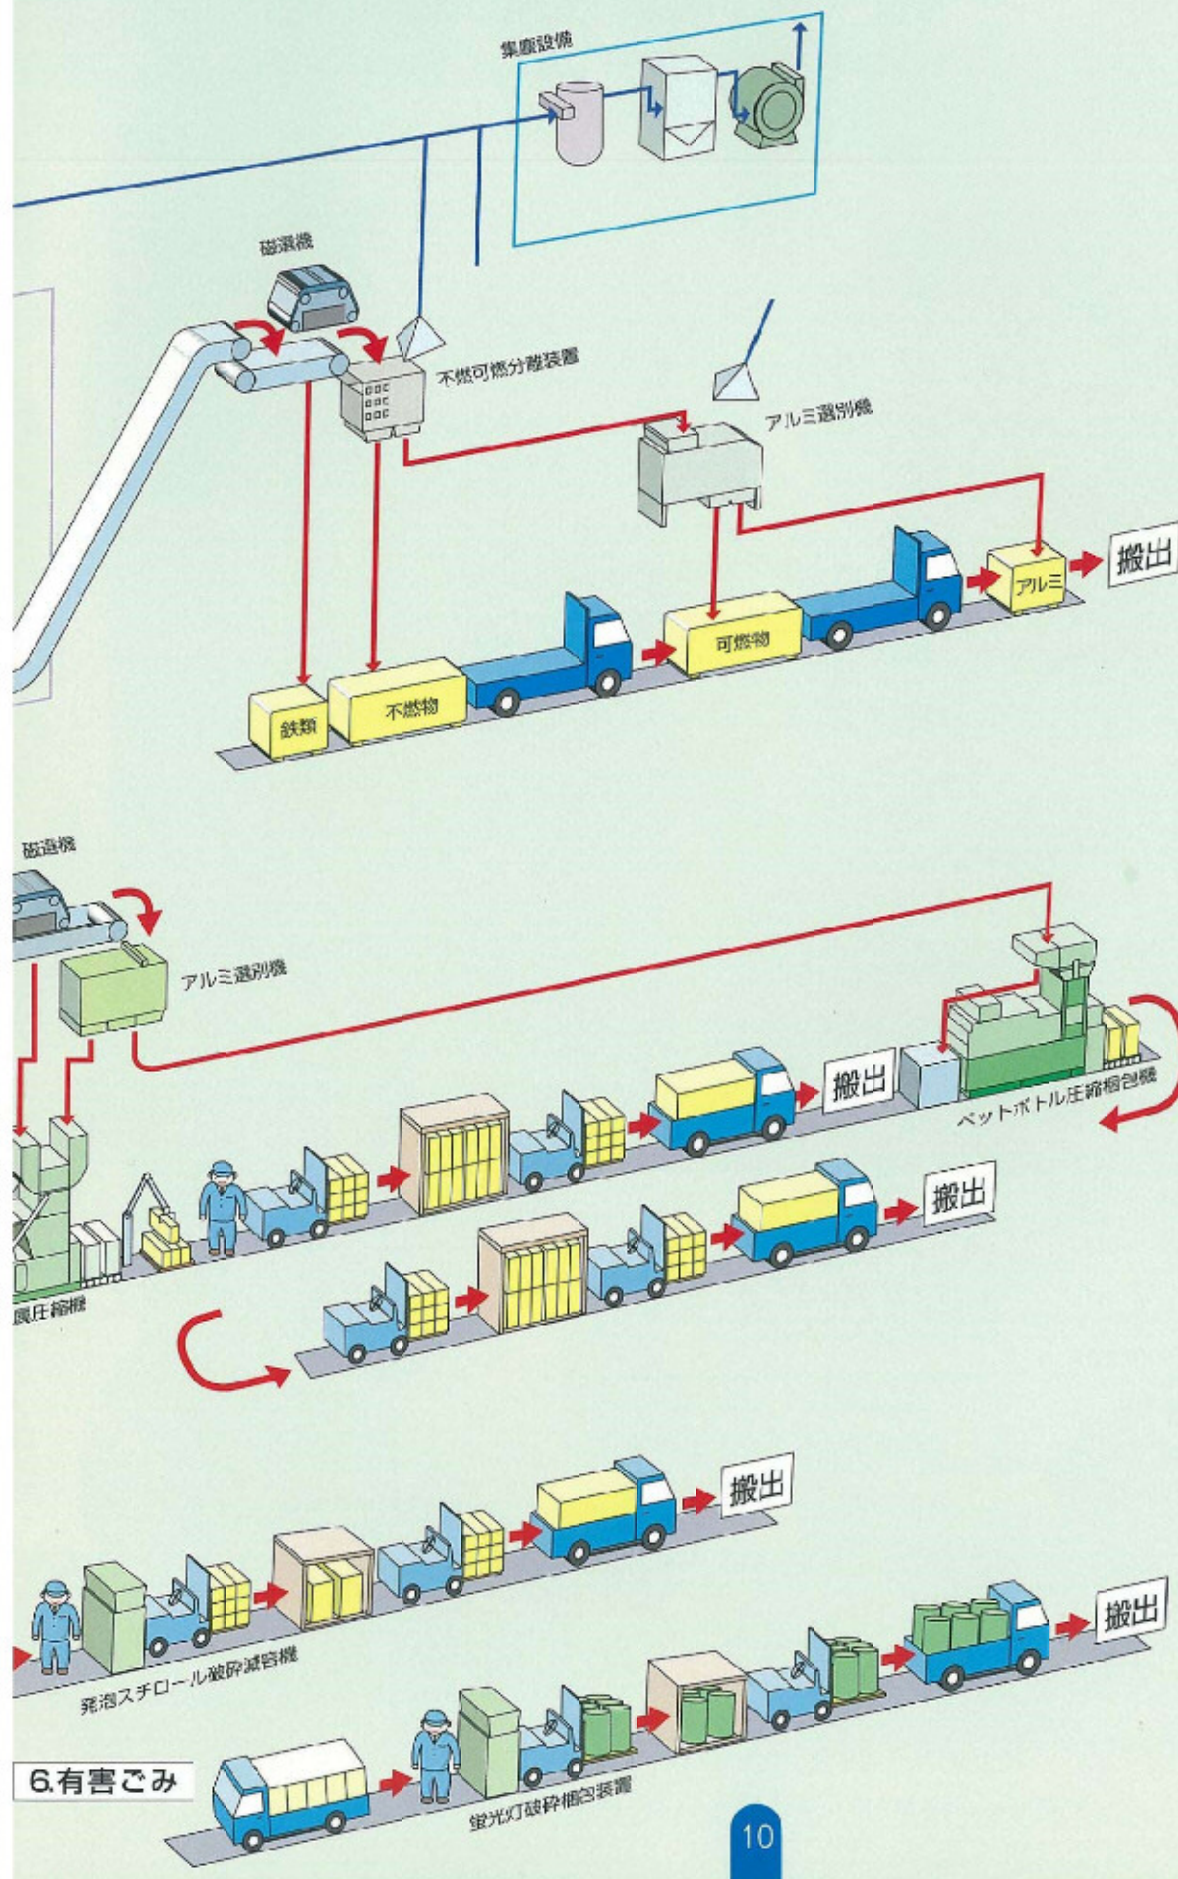 集塵設備
磁選機
不燃可燃分離装置
アルミ選別機
搬出
アルミ
可燃物
不燃物
鉄類
磁選機
アルミ選別機
搬出
ペットボトル圧縮梱包機
搬出
属圧縮機
搬出
発泡スチロール破砕減容機
搬出
6.有害ごみ
蛍光灯破砕梱包装置
10